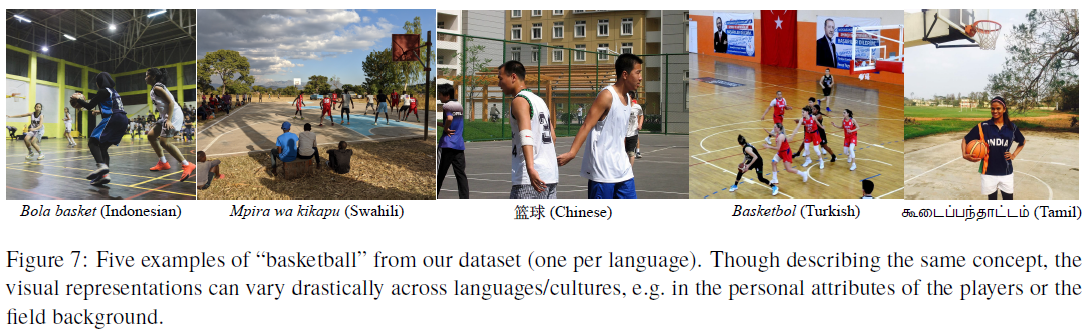 INDIA
Bola basket (Indonesian)
Mpira wa kikapu (Swahili)
篮球 (Chinese)
Basketbol (Turkish)
கூடைப்பந்தாட்டம் (Tamil)
Figure 7: Five examples of “basketball” from our dataset (one per language). Though describing the same concept, the
visual representations can vary drastically across languages/cultures, e.g. in the personal attributes of the players or the
field background.